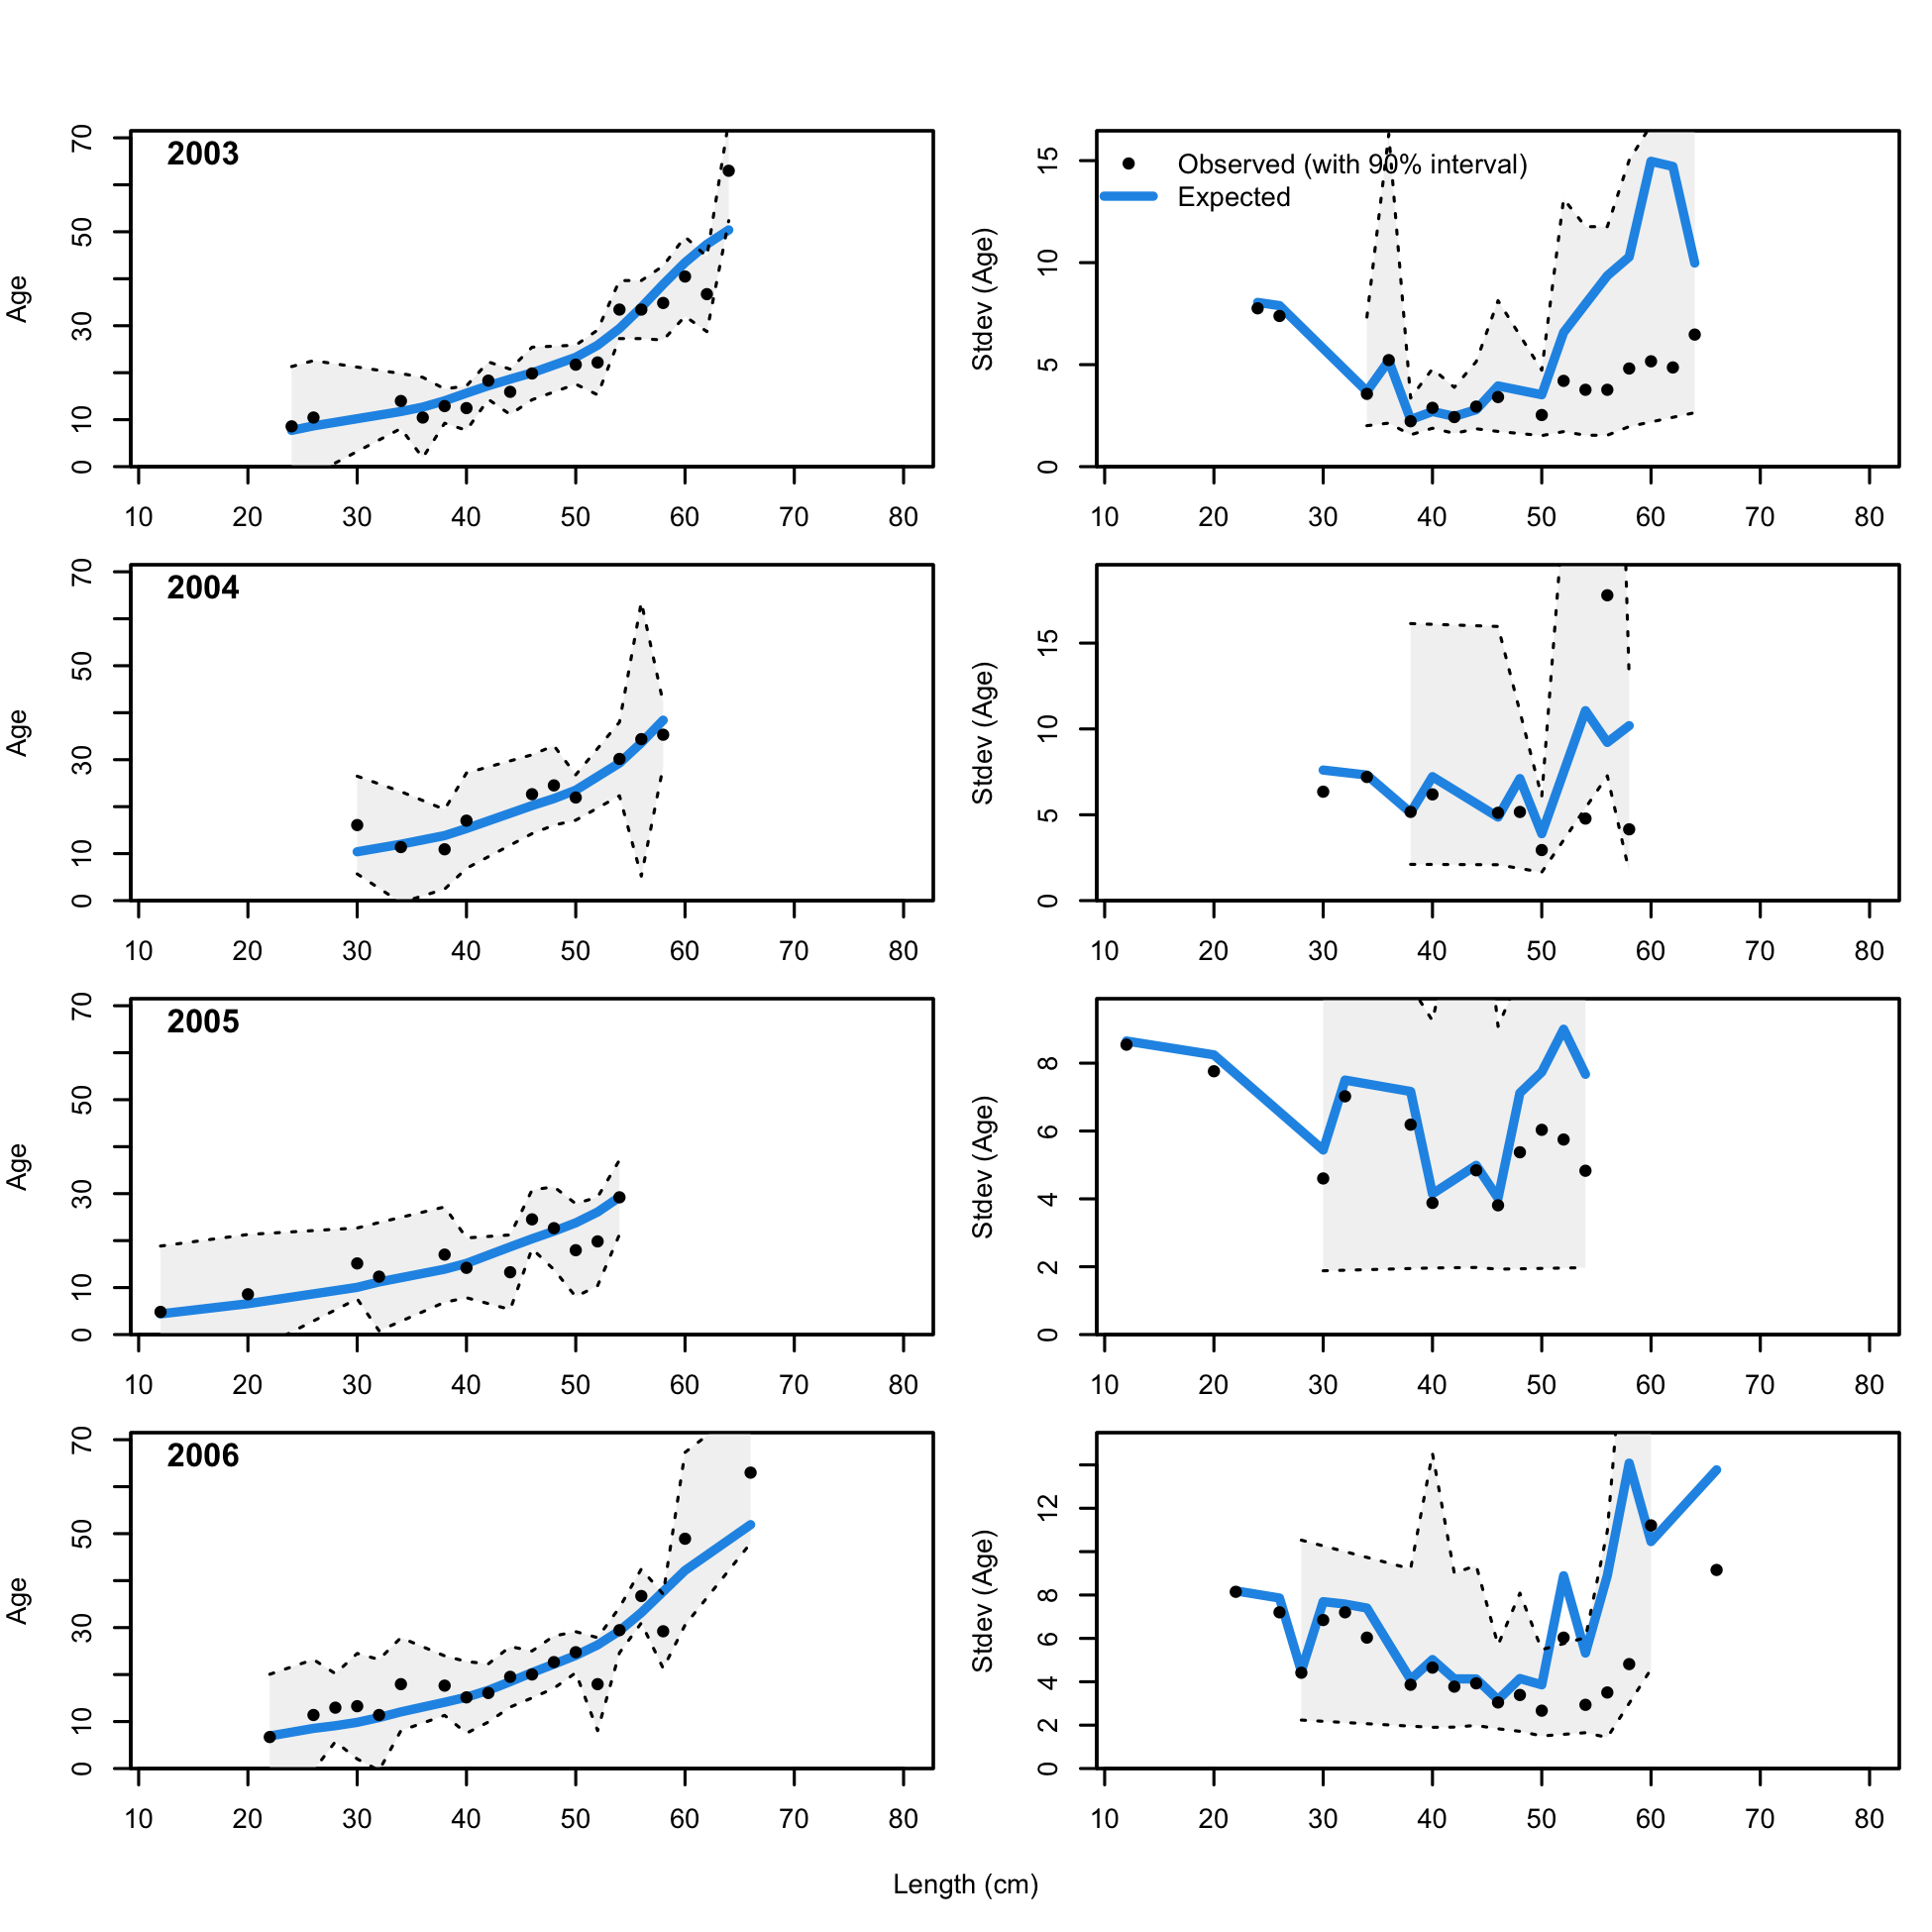 2003
Age
0 10 30 50 70
10 20 30 40 50 60 70 80
Observed (with 90% interval)
Expected
Stdev (Age)
0 5 10 15
10 20 30 40 50 60 70 80
2004
Age
0 10 30 50 70
10 20 30 40 50 60 70 80
Stdev (Age)
0 5 10 15
10 20 30 40 50 60 70 80
2005
Age
0 10 30 50 70
10 20 30 40 50 60 70 80
Stdev (Age)
0 2 4 6 8
10 20 30 40 50 60 70 80
2006
Age
0 10 30 50 70
10 20 30 40 50 60 70 80
Stdev (Age)
0 2 4 6 8 12
10 20 30 40 50 60 70 80
Length (cm)